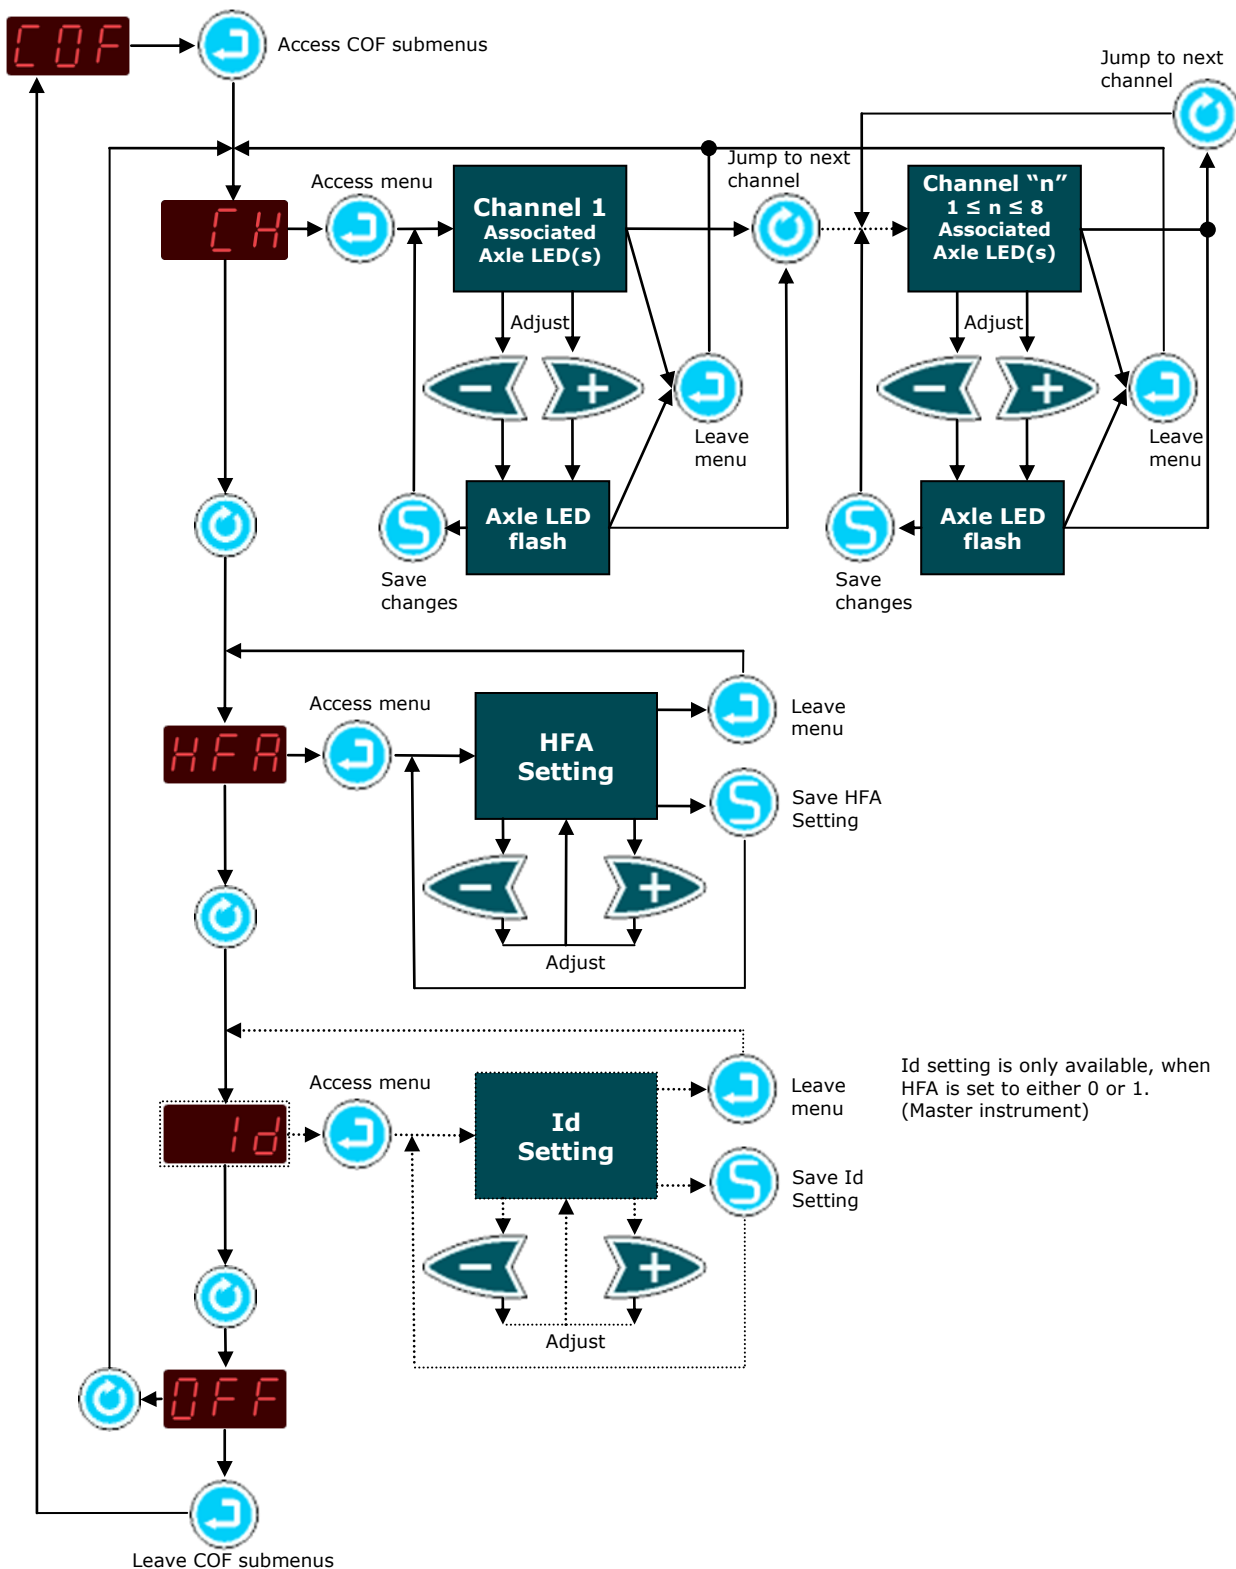 COF
Access COF submenus
Jump to next
channel
CH
Access menu
Channel 1
Associated
Axle LED(s)
Jump to next
channel
Channel “n”
1 ≤ n ≤ 8
Associated
Axle LED(s)
Adjust
Adjust
−
+
−
+
Leave
menu
Leave
menu
S
Axle LED
flash
S
Axle LED
flash
Save
changes
Save
changes
HFA
Access menu
HFA
Setting
Leave
menu
S
Save HFA
Setting
−
+
Adjust
Id
Access menu
Id
Setting
Leave
menu
Id setting is only available, when
HFA is set to either 0 or 1.
(Master instrument)
S
Save Id
Setting
−
+
Adjust
OFF
Leave COF submenus